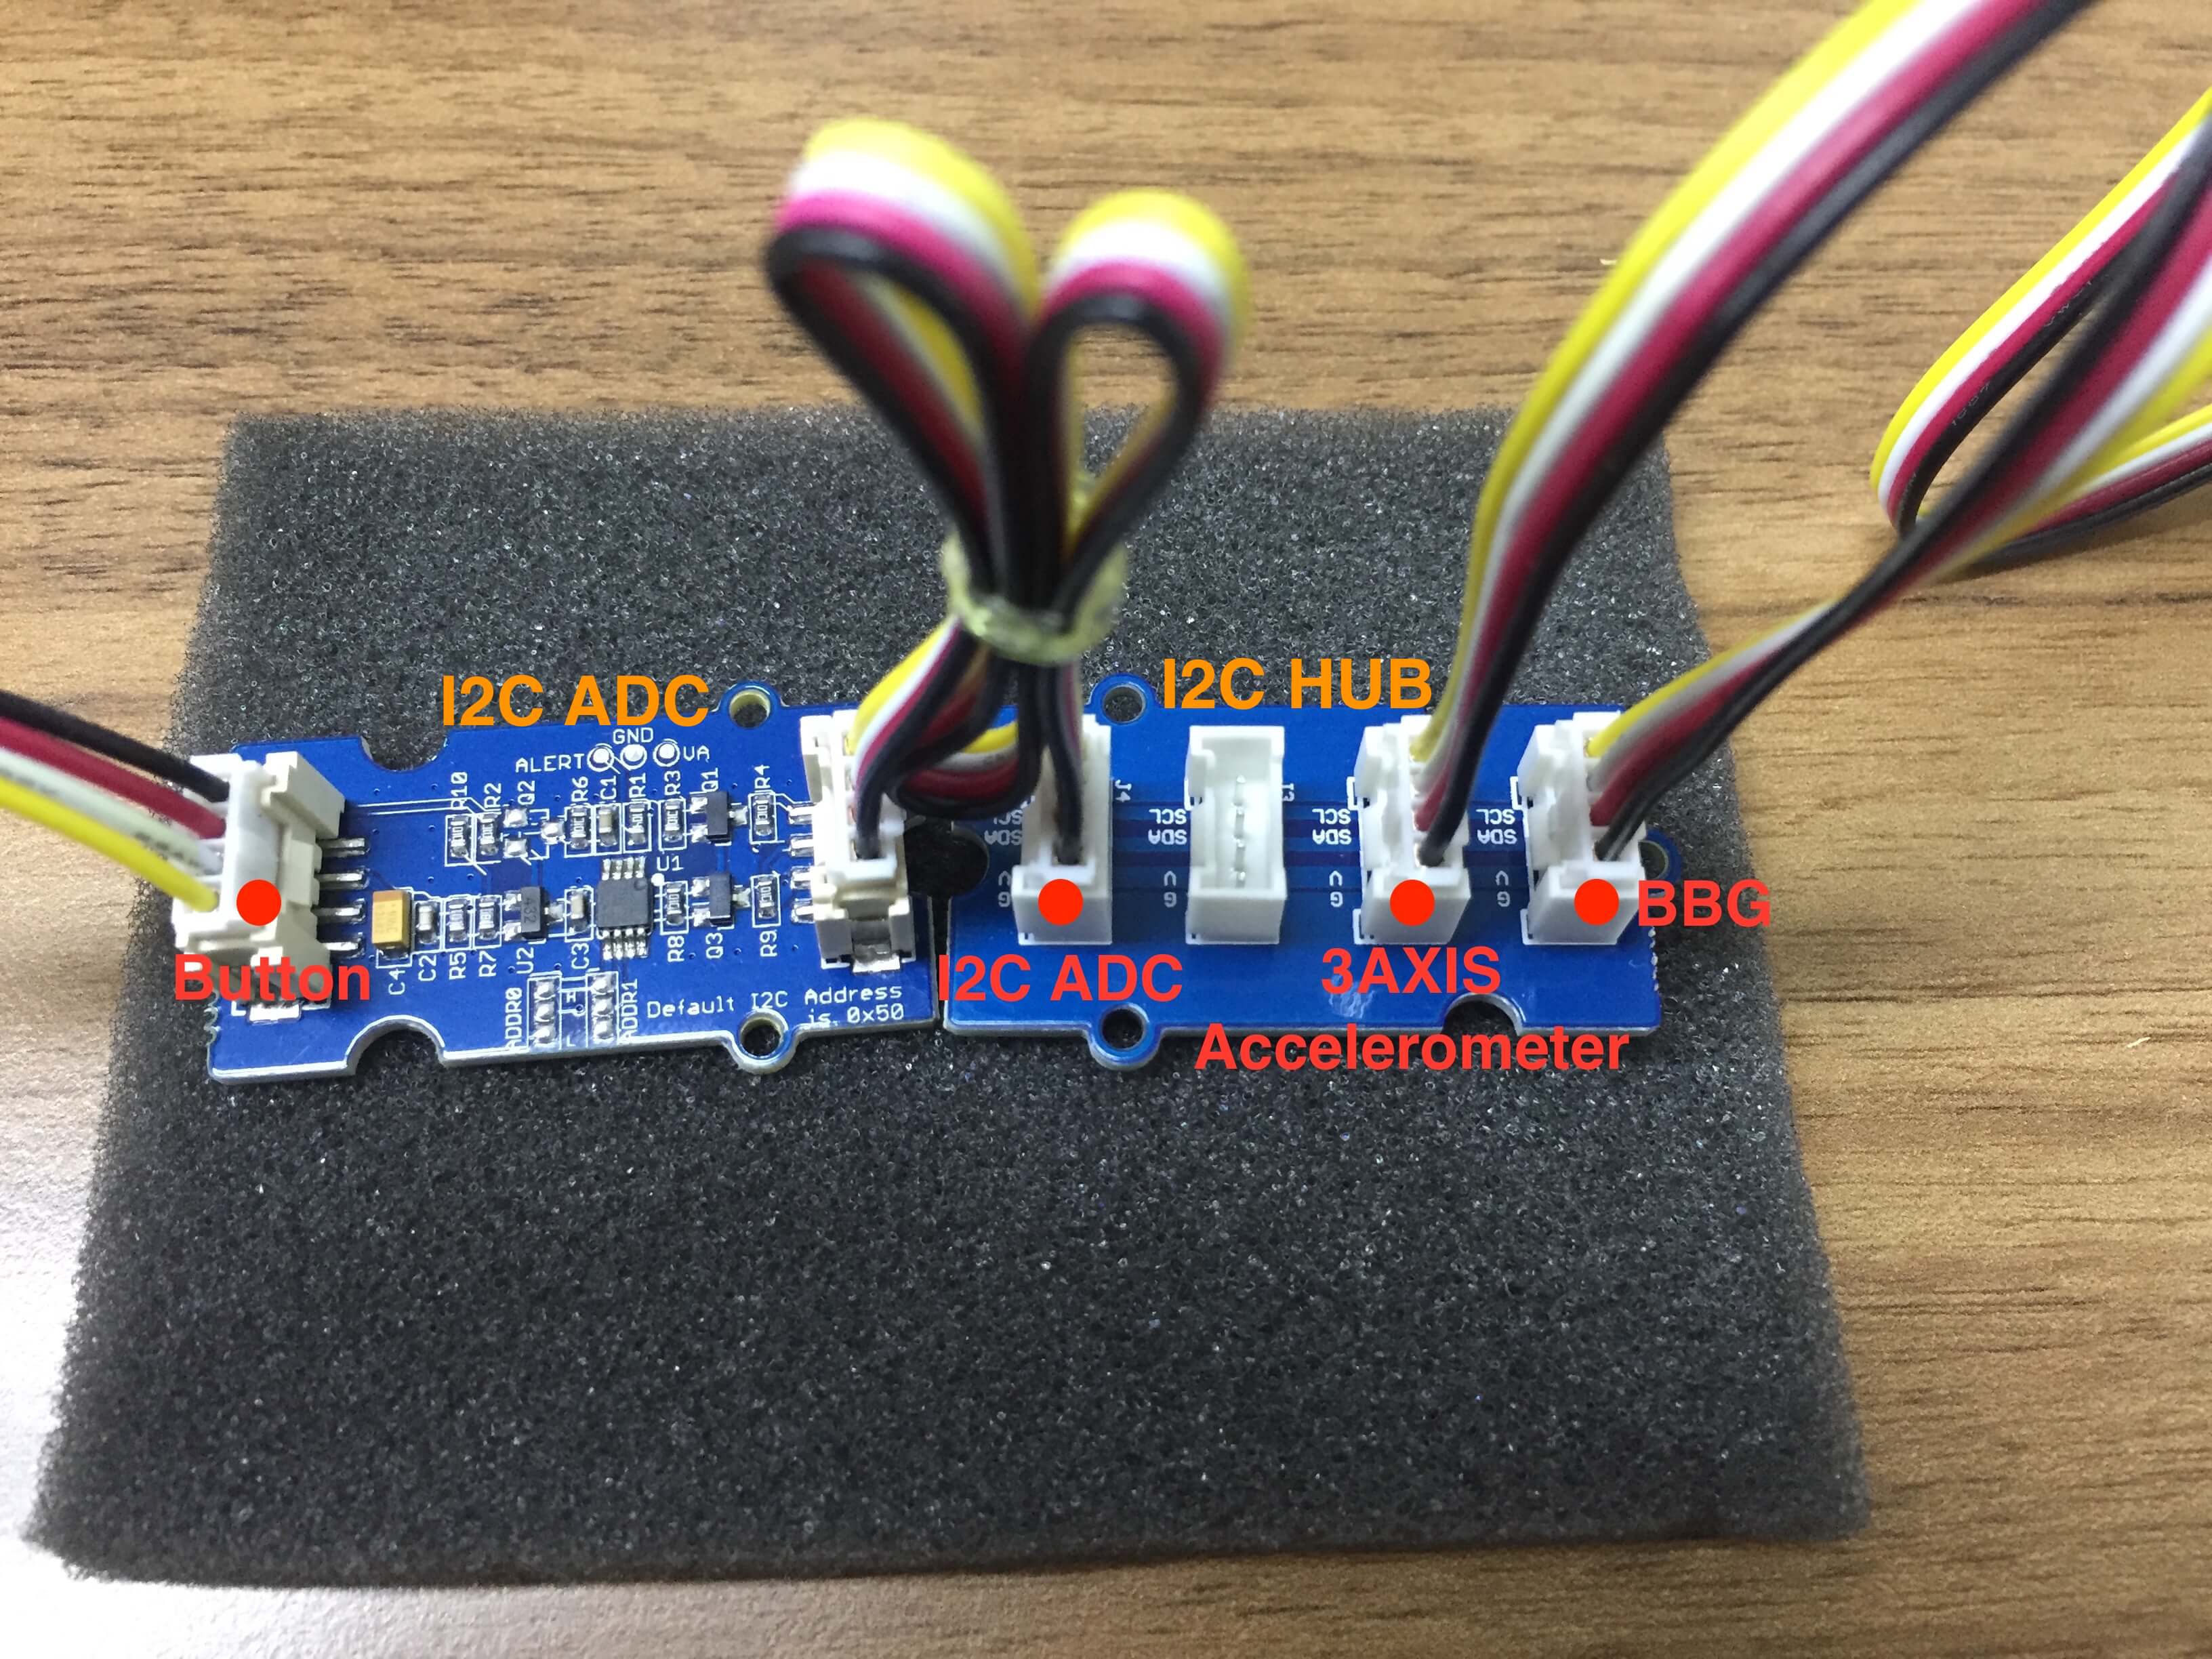 I2C ADC
I2C HUB
GND
ALERT
UA
R10
R2
Q2
R6
C1
R1
R3
Q1
R4
U1
C4
C2
R5
R7
U2
C3
R8
Q3
R9
ADDR0
ADDR1
Default I2C Address
is 0x50
J4
SCL
SDA
G
J3
SCL
SDA
V
G
SCL
SDA
V
G
SDA
V
G
Button
I2C ADC
3AXIS
Accelerometer
BBG